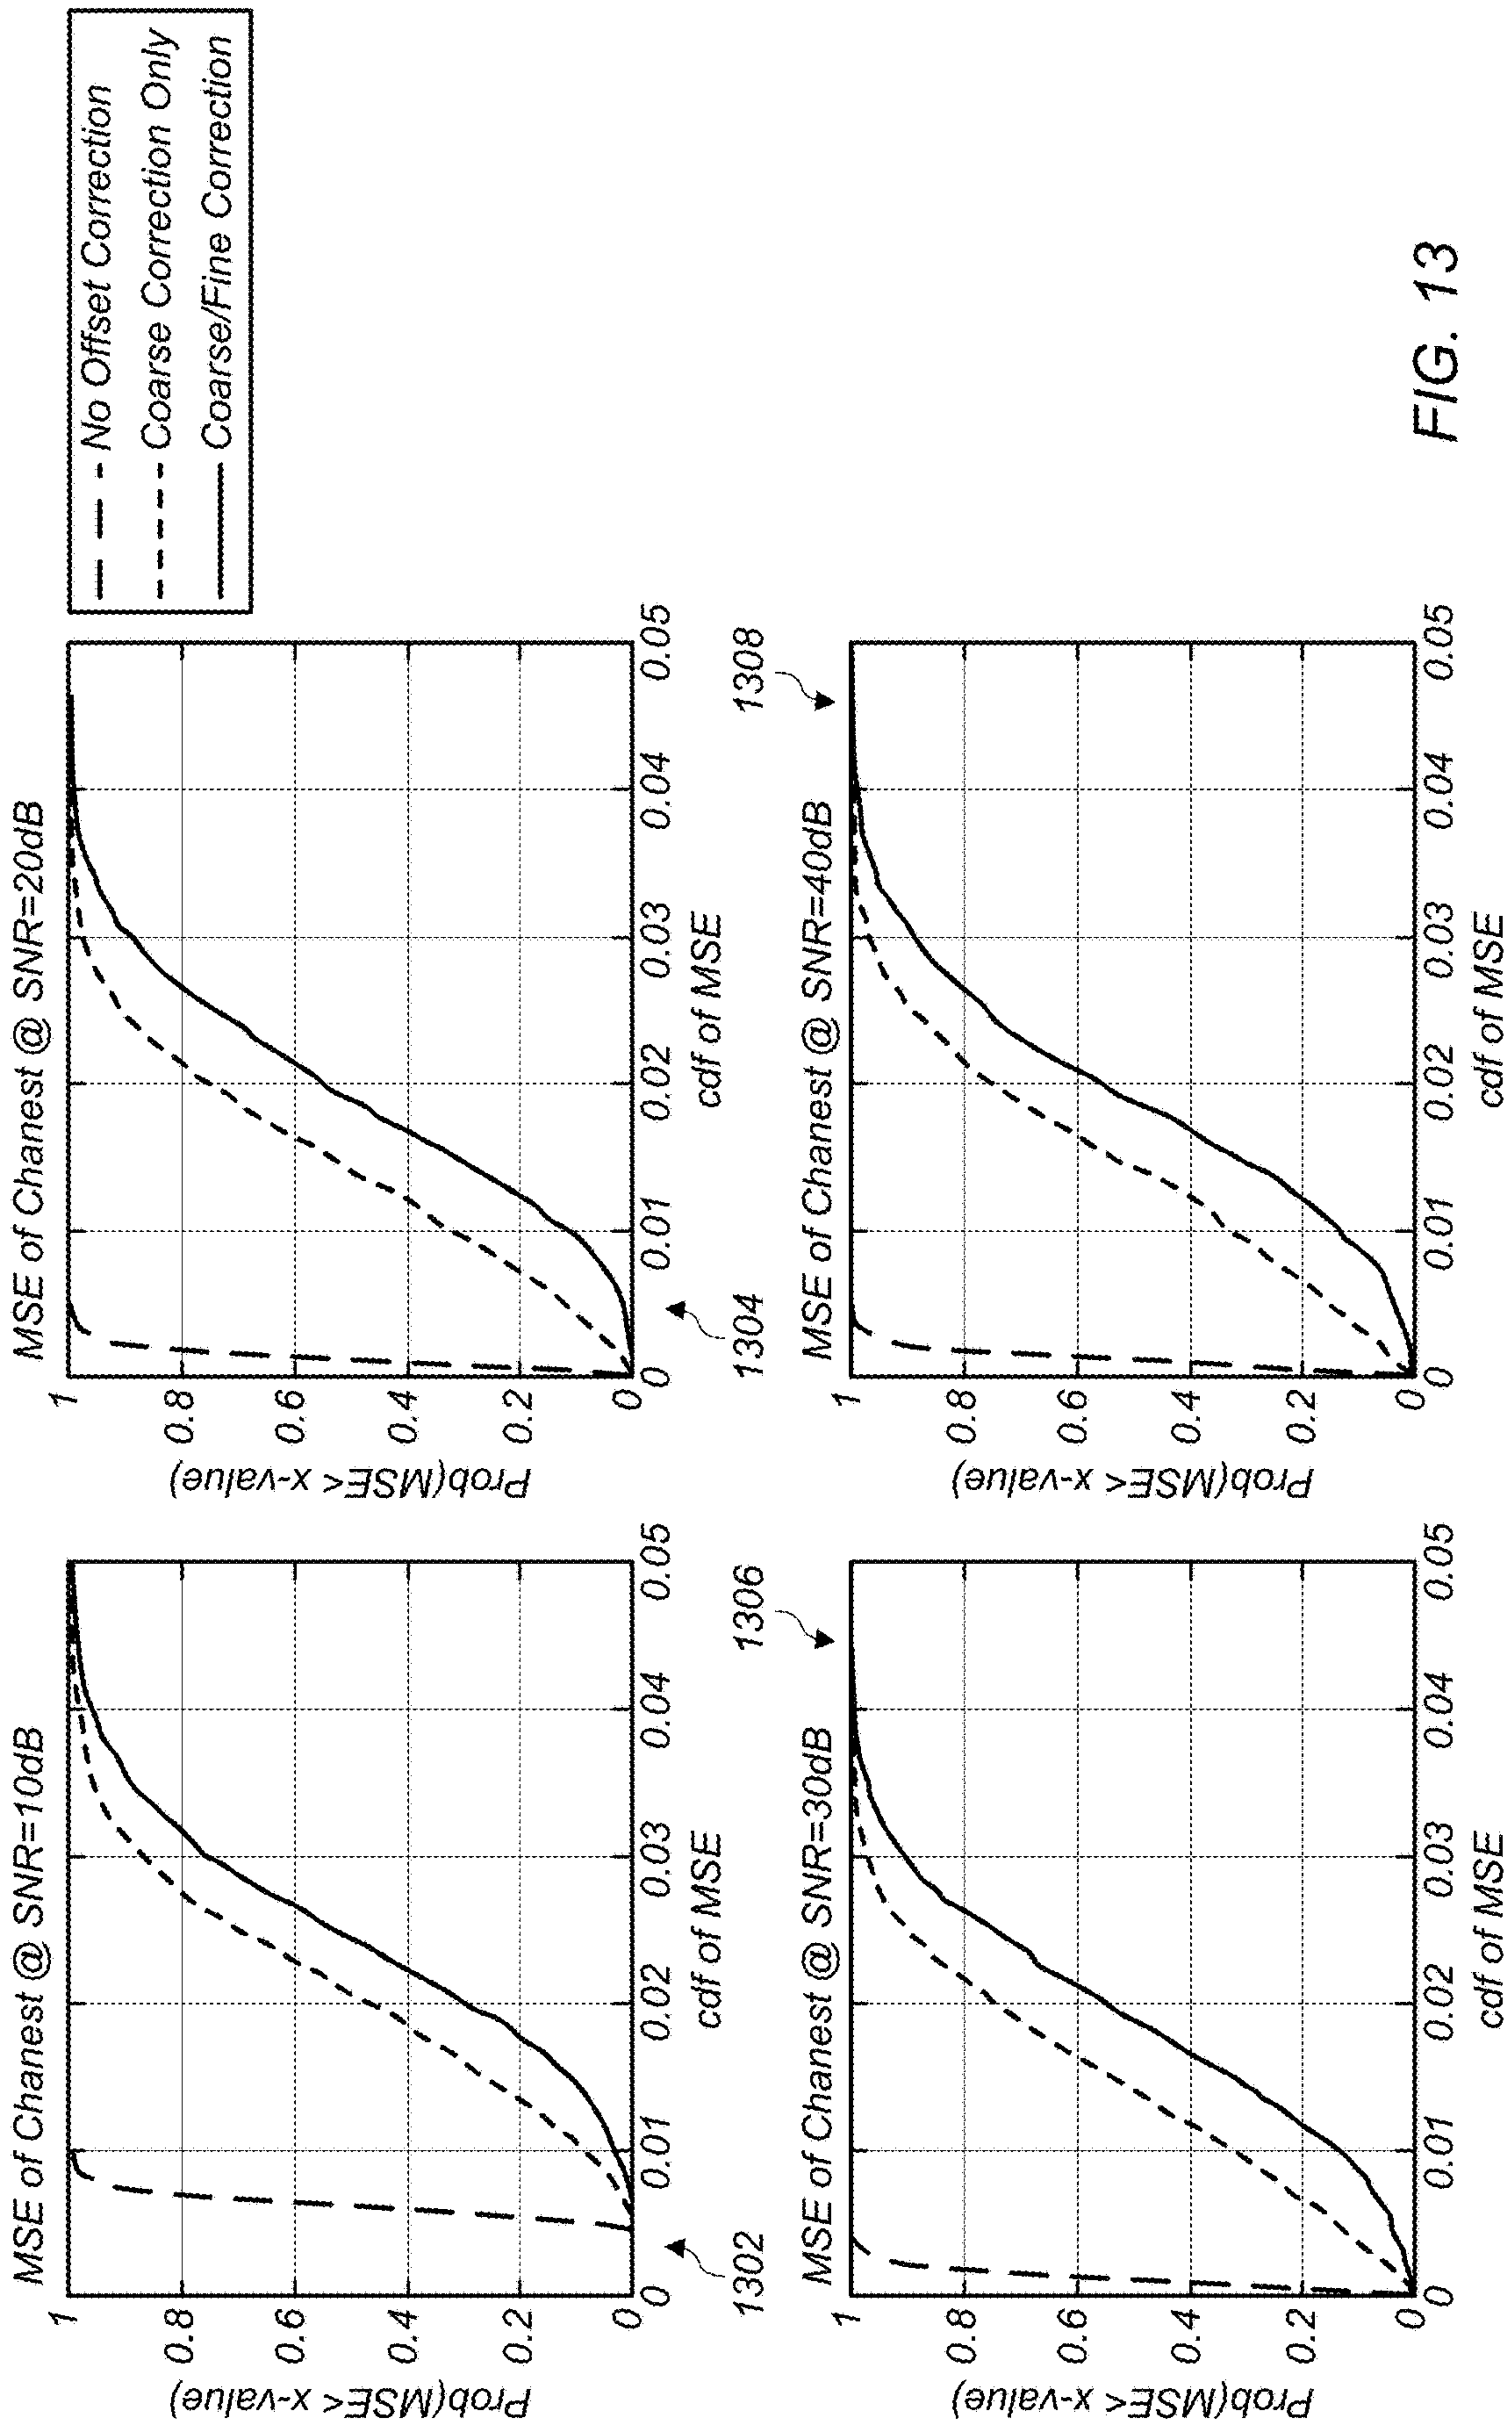 MSE of Chanest @ SNR=10dB
Prob(MSE< x-value)
1
0.8
0.6
0.4
0.2
0
0 0.01 0.02 0.03 0.04 0.05
cdf of MSE
1302
MSE of Chanest @ SNR=20dB
Prob(MSE< x-value)
1
0.8
0.6
0.4
0.2
0
0 0.01 0.02 0.03 0.04 0.05
cdf of MSE
1304
No Offset Correction
Coarse Correction Only
Coarse/Fine Correction
MSE of Chanest @ SNR=30dB
1306
Prob(MSE< x-value)
1
0.8
0.6
0.4
0.2
0
0 0.01 0.02 0.03 0.04 0.05
cdf of MSE
MSE of Chanest @ SNR=40dB
1308
Prob(MSE< x-value)
1
0.8
0.6
0.4
0.2
0
0 0.01 0.02 0.03 0.04 0.05
cdf of MSE
FIG. 13